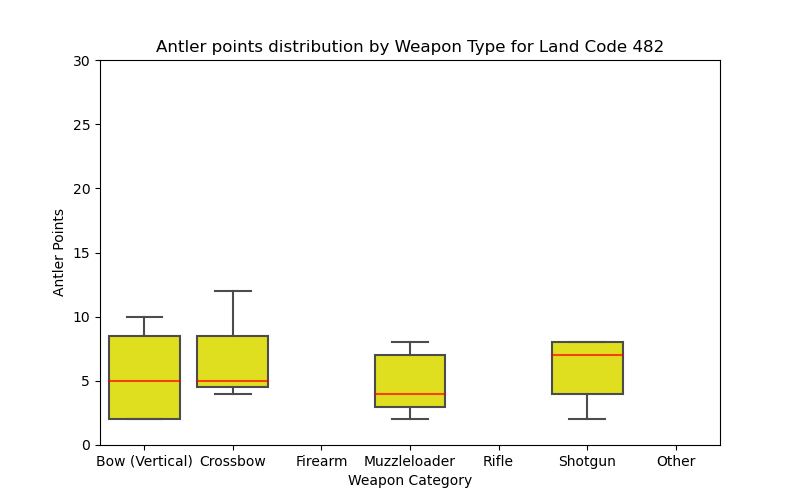 Antler points distribution by Weapon Type for Land Code 482
30
25
20
15
10
5
0
Antler Points
Bow (Vertical) Crossbow Firearm Muzzleloader Rifle Shotgun Other
Weapon Category